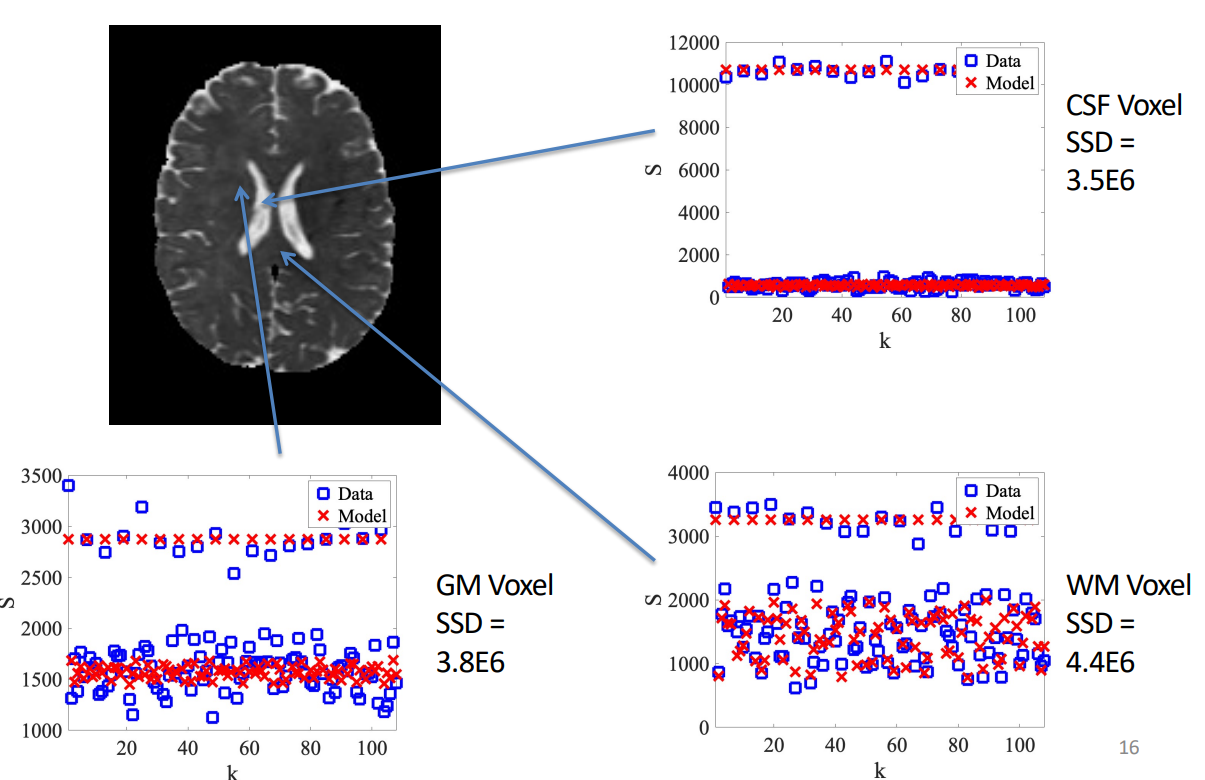 12000
10000
8000
6000
4000
2000
0
S
20 40 60 80 100
k
Data
Model
CSF Voxel
SSD =
3.5E6
3500
3000
2500
2000
1500
1000
S
20 40 60 80 100
k
Data
Model
GM Voxel
SSD =
3.8E6
4000
3000
2000
1000
0
S
20 40 60 80 100
k
Data
Model
WM Voxel
SSD =
4.4E6
16